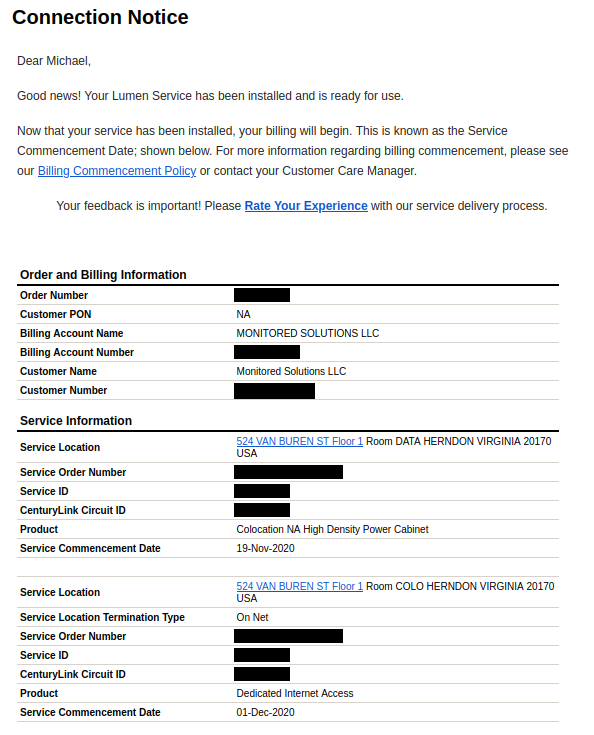 Connection Notice
Dear Michael,
Good news! Your Lumen Service has been installed and is ready for use.
Now that your service has been installed, your billing will begin. This is known as the Service
Commencement Date; shown below. For more information regarding billing commencement, please see
our Billing Commencement Policy or contact your Customer Care Manager.
Your feedback is important! Please Rate Your Experience with our service delivery process.
Order and Billing Information
Order Number
Customer PON NA
Billing Account Name MONITORED SOLUTIONS LLC
Billing Account Number
Customer Name Monitored Solutions LLC
Customer Number
Service Information
Service Location 524 VAN BUREN ST Floor 1 Room DATA HERNDON VIRGINIA 20170
USA
Service Order Number
Service ID
CenturyLink Circuit ID
Product Colocation NA High Density Power Cabinet
Service Commencement Date 19-Nov-2020
Service Location 524 VAN BUREN ST Floor 1 Room COLO HERNDON VIRGINIA 20170
USA
Service Location Termination Type On Net
Service Order Number
Service ID
CenturyLink Circuit ID
Product Dedicated Internet Access
Service Commencement Date 01-Dec-2020